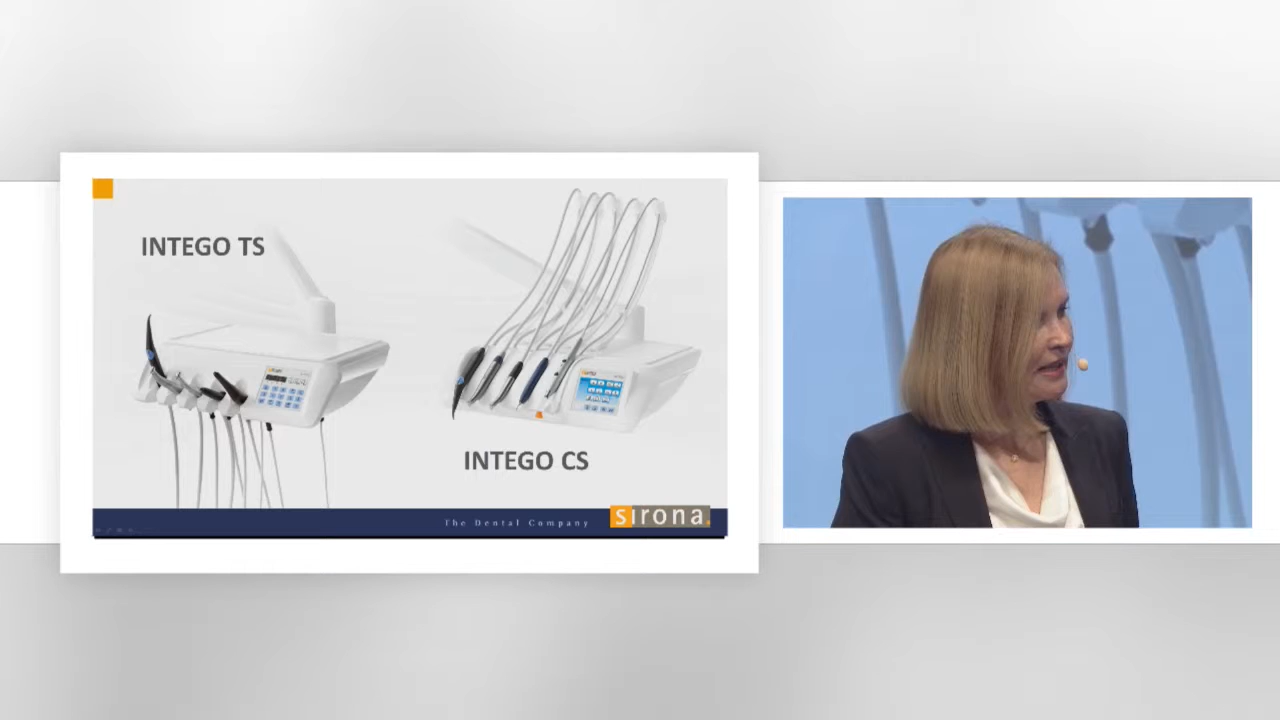 INTEGO TS
INTEGO CS
The Dental Company
sirona.